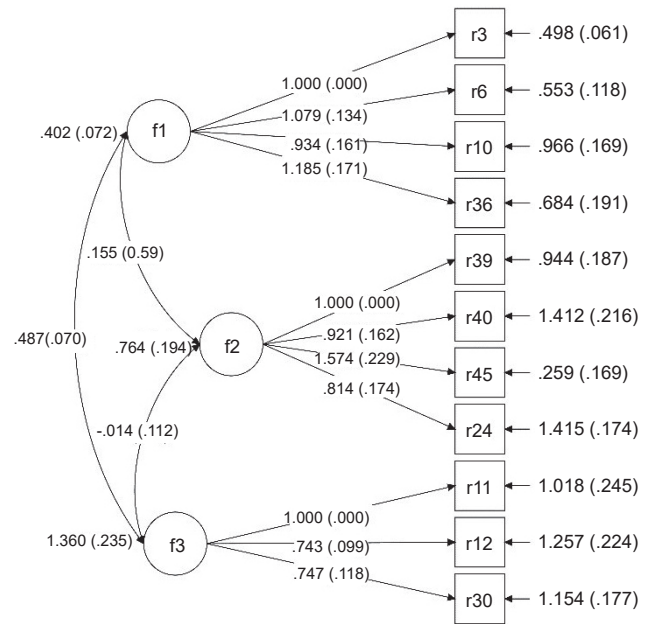 r3
.498 (.061)
1.000 (.000)
r6
.553 (.118)
1.079 (.134)
.402 (.072)
f1
.934 (.161)
r10
.966 (.169)
1.185 (.171)
r36
.684 (.191)
.155 (0.59)
r39
.944 (.187)
1.000 (.000)
r40
1.412 (.216)
.487(.070)
.921 (.162)
.764 (.194)
f2
1.574 (.229)
r45
.259 (.169)
.814 (.174)
r24
1.415 (.174)
-.014 (.112)
r11
1.018 (.245)
1.000 (.000)
1.360 (.235)
f3
.743 (.099)
r12
1.257 (.224)
.747 (.118)
r30
1.154 (.177)